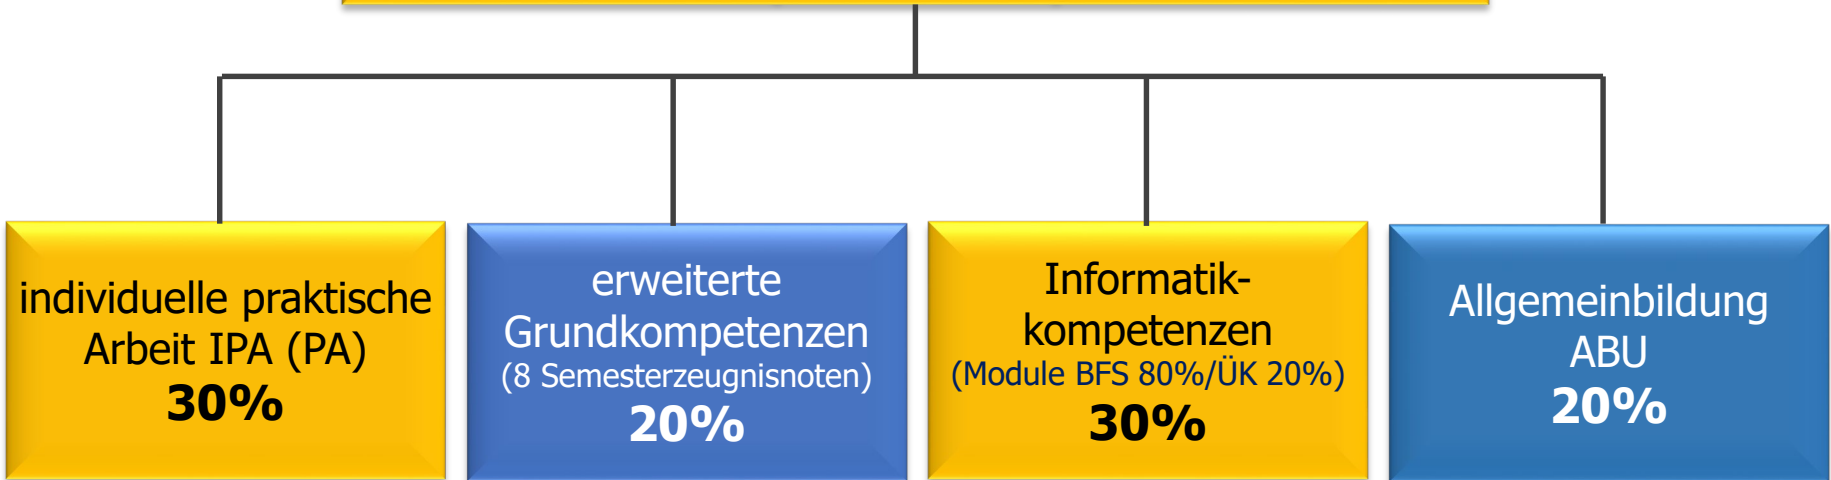 individuelle praktische
Arbeit IPA (PA)
30%
erweiterte
Grundkompetenzen
(8 Semesterzeugnisnoten)
20%
Informatik-
kompetenzen
(Module BFS 80%/ÜK 20%)
30%
Allgemeinbildung
ABU
20%